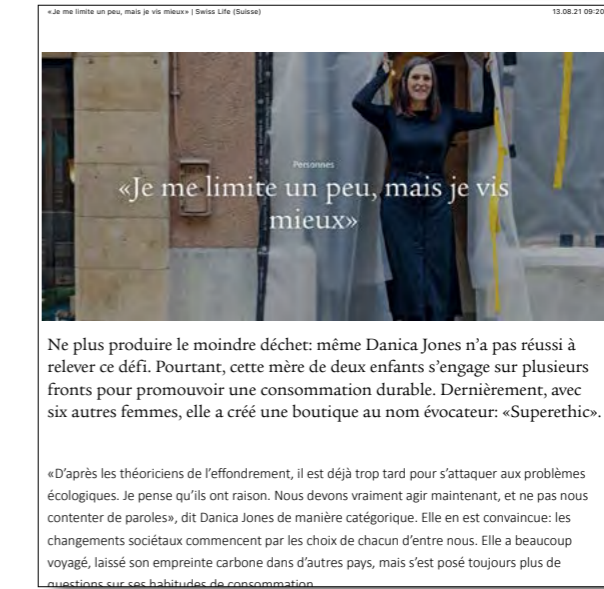 «Je me limite un peu, mais je vis mieux» | Swiss Life (Suisse) 13.08.21 09:20
Personnes
«Je me limite un peu, mais je vis
mieux»
Ne plus produire le moindre déchet: même Danica Jones n’a pas réussi à
relever ce défi. Pourtant, cette mère de deux enfants s’engage sur plusieurs
fronts pour promouvoir une consommation durable. Dernièrement, avec
six autres femmes, elle a créé une boutique au nom évocateur: «Superethic».
«D’après les théoriciens de l’effondrement, il est déjà trop tard pour s’attaquer aux problèmes
écologiques. Je pense qu’ils ont raison. Nous devons vraiment agir maintenant, et ne pas nous
contenter de paroles», dit Danica Jones de manière catégorique. Elle en est convaincue: les
changements sociétaux commencent par les choix de chacun d’entre nous. Elle a beaucoup
voyagé, laissé son empreinte carbone dans d’autres pays, mais s’est posé toujours plus de
questions sur ses habitudes de consommation